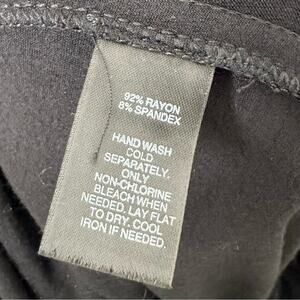 92% RAYON
8% SPANDEX
HAND WASH
COLD
SEPARATELY.
ONLY
NON-CHLORINE
BLEACH WHEN
NEEDED. LAY FLAT
TO DRY. COOL
IRON IF NEEDED.